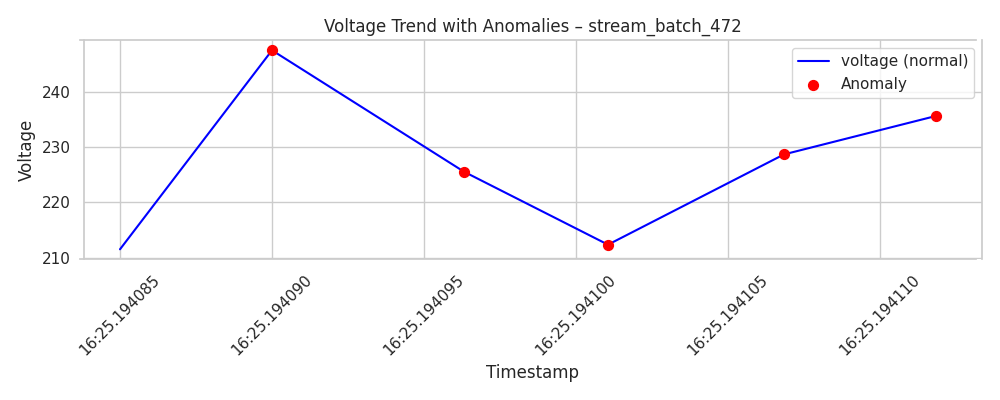 Voltage Trend with Anomalies – stream_batch_472
voltage (normal)
Anomaly
Voltage
240
230
220
210
16:25.194085
16:25.194090
16:25.194095
16:25.194100
16:25.194105
16:25.194110
Timestamp